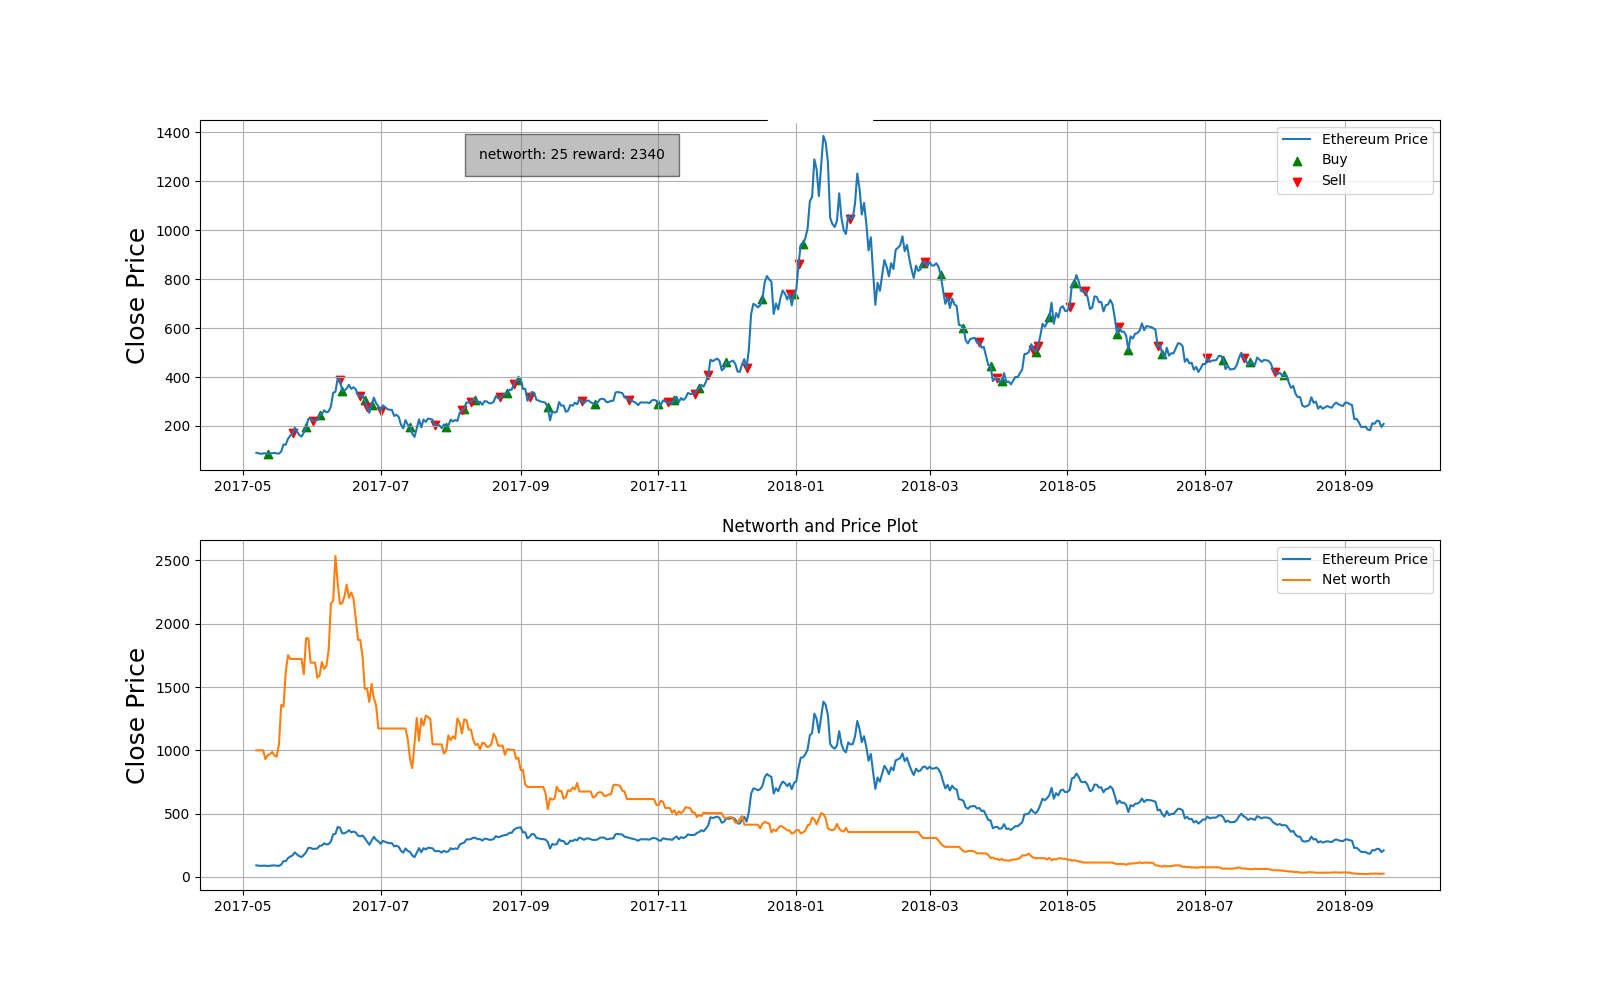 1400
1200
1000
800
600
400
200
Close Price
networth: 25 reward: 2340
Ethereum Price
Buy
Sell
2017-05 2017-07 2017-09 2017-11 2018-01 2018-03 2018-05 2018-07 2018-09
Networth and Price Plot
2500
2000
1500
1000
500
0
Close Price
Ethereum Price
Net worth
2017-05 2017-07 2017-09 2017-11 2018-01 2018-03 2018-05 2018-07 2018-09